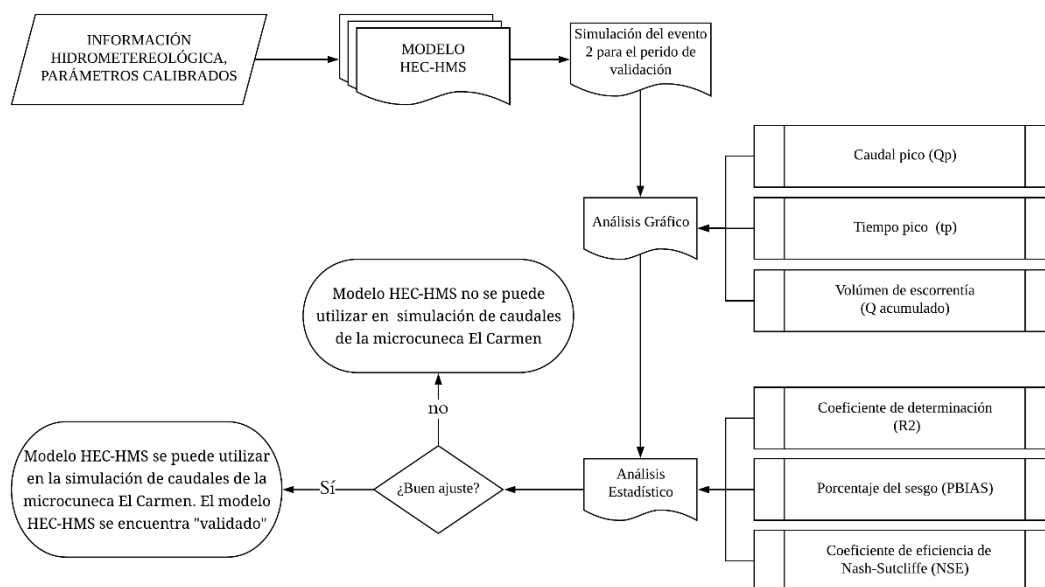 INFORMACIÓN
HIDROMETEREOLÓGICA,
PARÁMETROS CALIBRADOS
MODELO
HEC-HMS
Simulación del evento
2 para el perido de
validación
Caudal pico (Qp)
Análisis Gráfico
Tiempo pico (tp)
Volúmen de escorrentía
(Q acumulado)
Modelo HEC-HMS no se puede
utilizar en simulación de caudales
de la microcuneca El Carmen
no
Coeficiente de determinación
(R2)
Modelo HEC-HMS se puede utilizar
en la simulación de caudales de la
microcuneca El Carmen. El modelo
HEC-HMS se encuentra "validado"
Sí
¿Buen ajuste?
Análisis
Estadístico
Porcentaje del sesgo (PBIAS)
Coeficiente de eficiencia de
Nash-Sutcliffe (NSE)